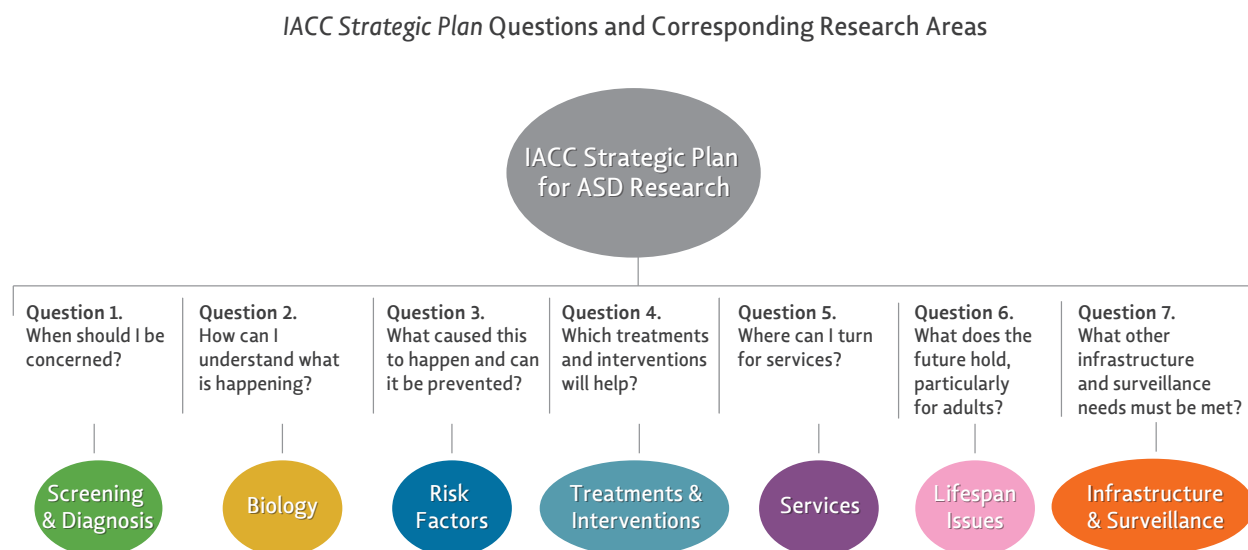 IACC Strategic Plan Questions and Corresponding Research Areas
IACC Strategic Plan
for ASD Research
Question 1.
When should I be
concerned?
Question 2.
How can I
understand what
is happening?
Question 3.
What caused this
to happen and can
it be prevented?
Question 4.
Which treatments
and interventions
will help?
Question 5.
Where can I turn
for services?
Question 6.
What does the
future hold,
particularly
for adults?
Question 7.
What other
infrastructure
and surveillance
needs must be met?
Screening
& Diagnosis
Biology
Risk
Factors
Treatments &
Interventions
Services
Lifespan
Issues
Infrastructure
& Surveillance